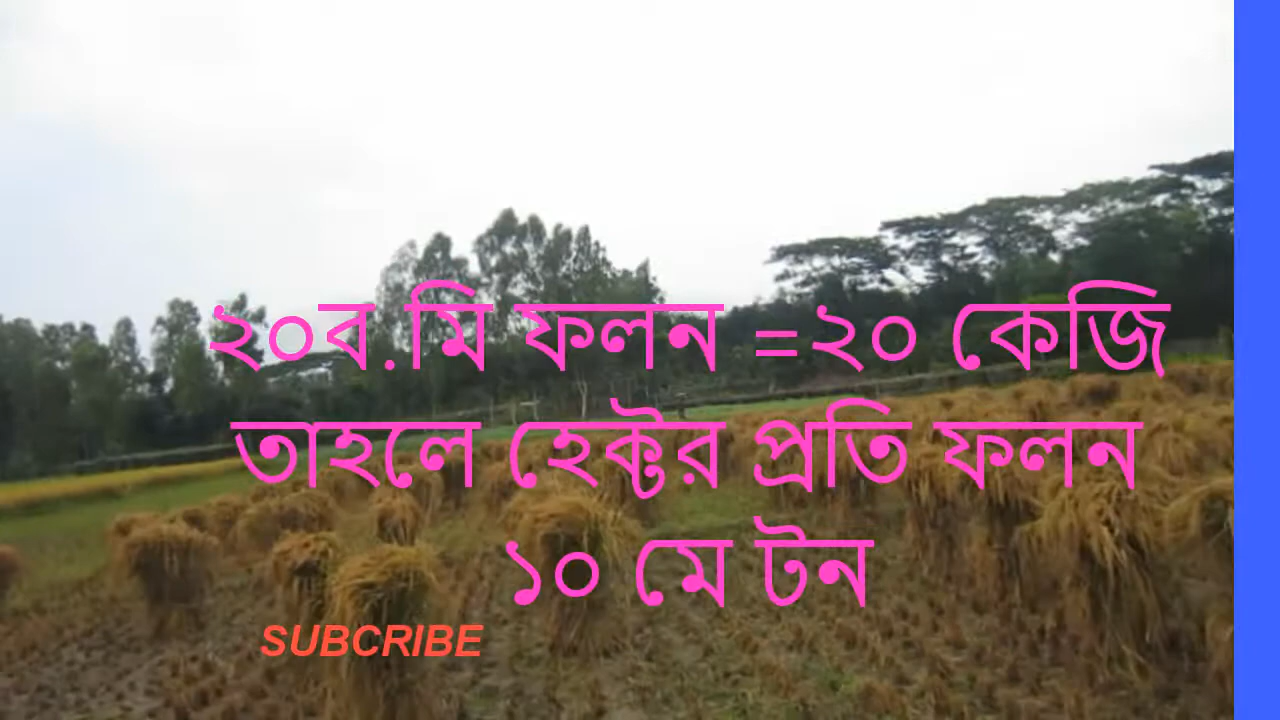 ২০ব.মি ফলন =২০ কেজি
তাহলে হেক্টর প্রতি ফলন
১০ মে টন
SUBCRIBE